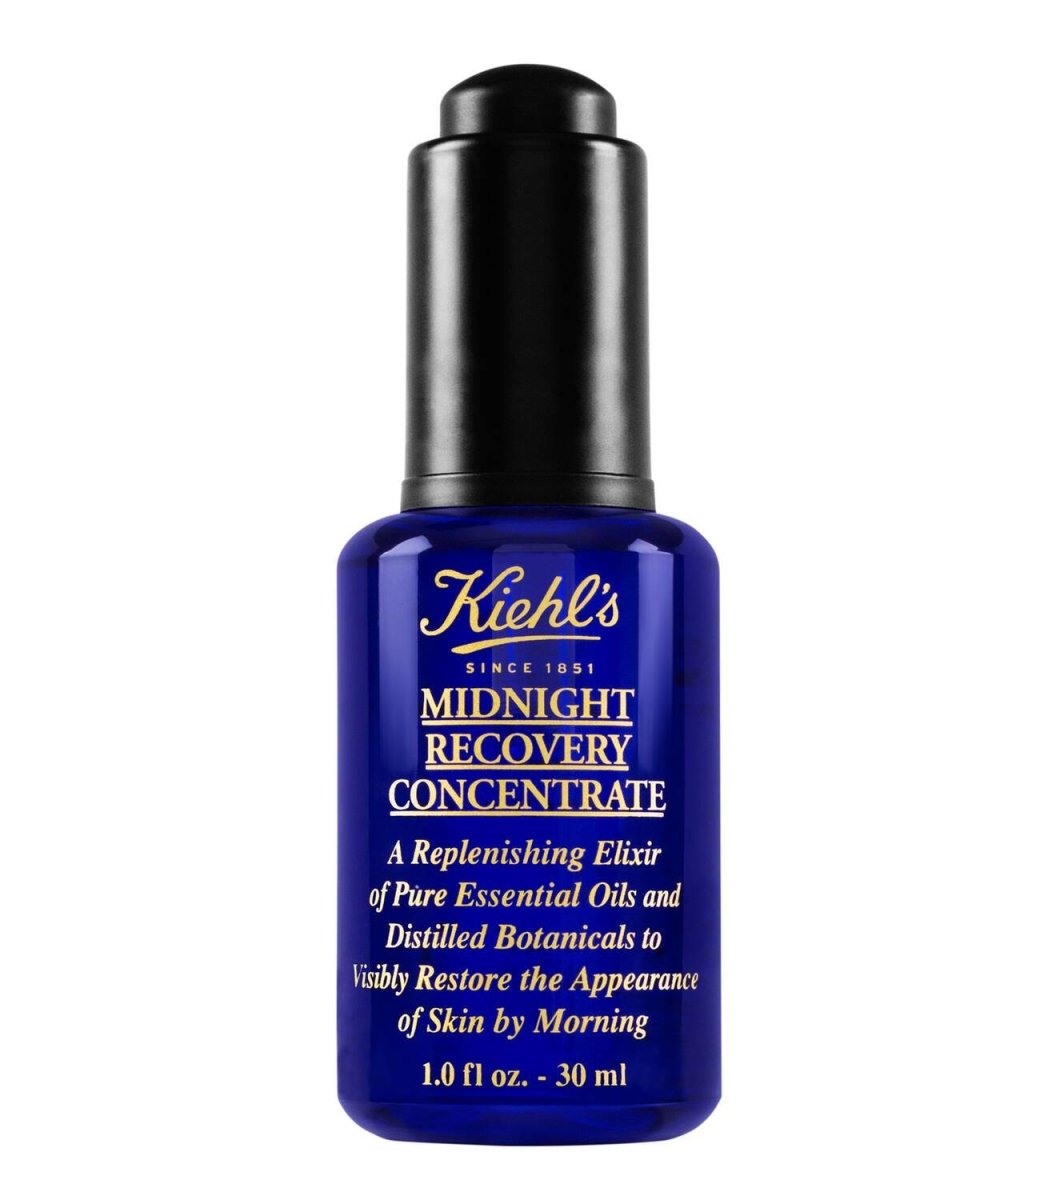 Kiehl's
SINCE 1851
MIDNIGHT
RECOVERY
CONCENTRATE
A Replenishing Elixir
of Pure Essential Oils and
Distilled Botanicals to
Visibly Restore the Appearance
of Skin by Morning
1.0 fl oz. - 30 ml